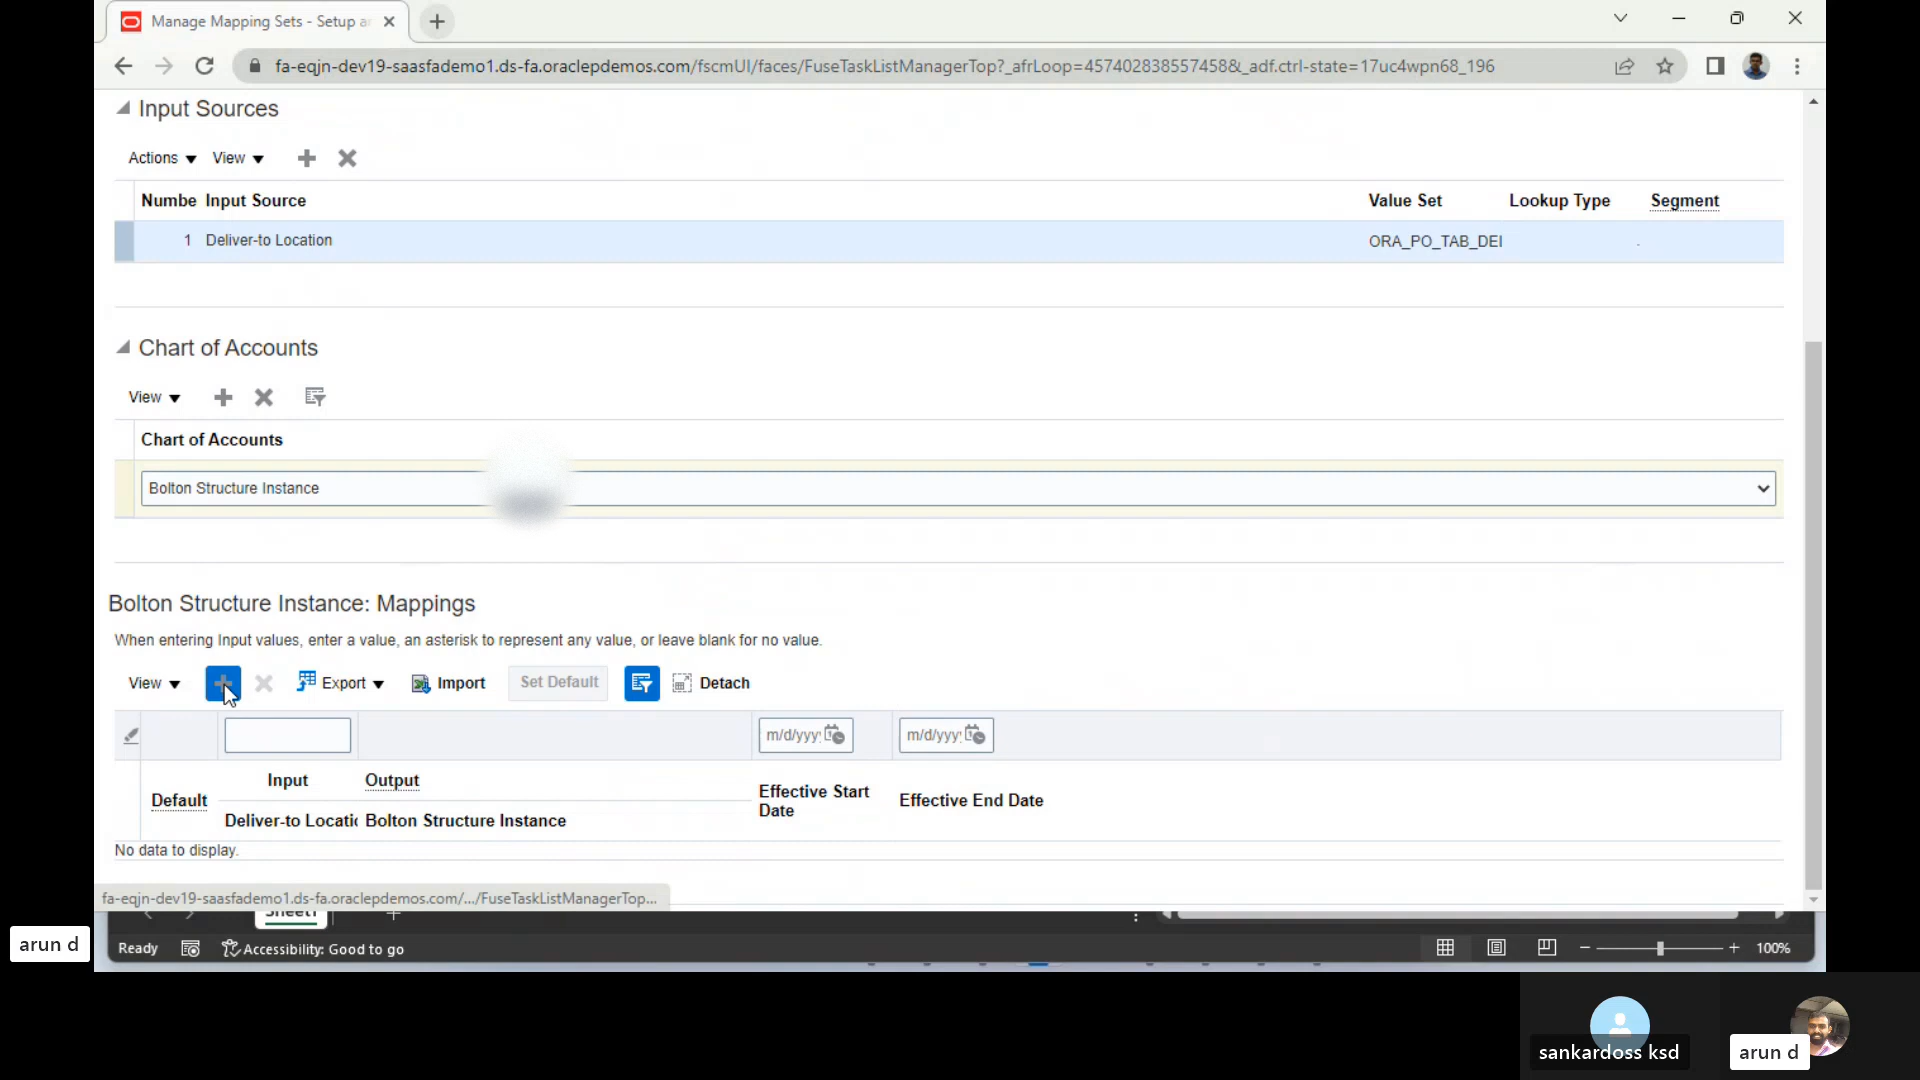 Manage Mapping Sets - Setup a
fa-eqjn-dev19-saasfademo1.ds-fa.oraclepdemos.com/fscmUI/faces/FuseTaskListManagerTop?_afrLoop=457402838557458&_adf.ctrl-state=17uc4wpn68_196
Input Sources
Actions View
Numbe Input Source Value Set Lookup Type Segment
1 Deliver-to Location ORA_PO_TAB_DEI .
Chart of Accounts
View
Chart of Accounts
Bolton Structure Instance
Bolton Structure Instance: Mappings
When entering Input values, enter a value, an asterisk to represent any value, or leave blank for no value.
View Export Import Set Default Detach
m/d/yyy m/d/yyy
Input Output
Default Effective Start Date Effective End Date
Deliver-to Locatic Bolton Structure Instance
No data to display.
fa-eqjn-dev19-saasfademo1.ds-fa.oraclepdemos.com/.../FuseTaskListManagerTop...
Sheet1
Ready Accessibility: Good to go 100%
arun d
sankardoss ksd
arun d